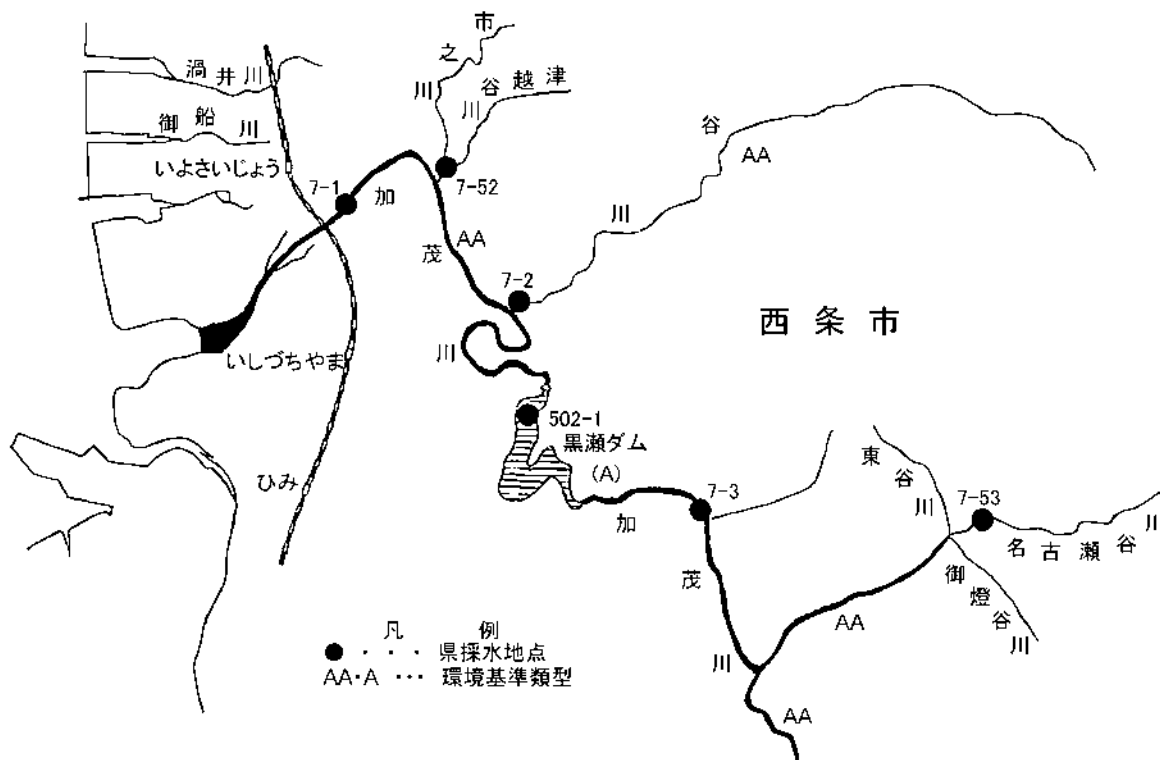 市之川
谷越津川
渦井川
御船川
いよさいじょう
7-1
加茂川
AA
7-52
谷川
AA
7-2
西条市
いしづちやま
502-1
黒瀬ダム
(A)
ひみ
7-3
加茂川
東谷川
7-53
名古瀬谷川
御燈谷川
AA
AA
凡例
●・・・県採水地点
AA・A・・・環境基準類型